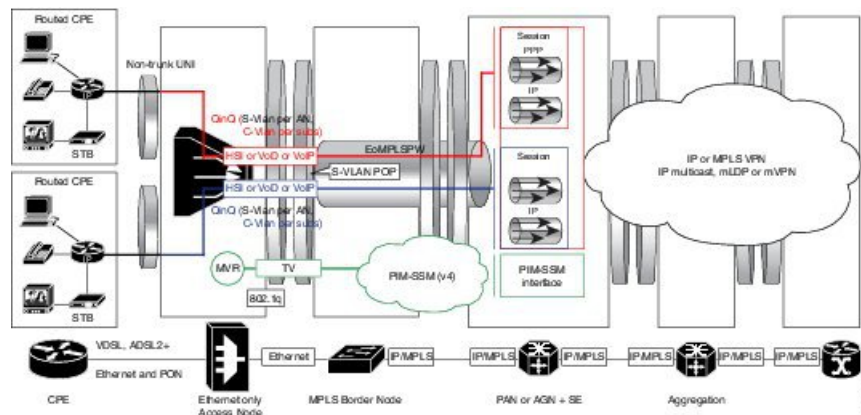 Routed CPE
Non-trunk UNI
IP
STB
Routed CPE
IP
STB
QinQ (S-Vlan per AN,
C-Vlan per subs)
HSI or VoD or VoIP
EoMPLSPW
S-VLAN POP
HSI or VoD or VoIP
QinQ (S-Vlan per AN,
C-Vlan per subs)
MVR
TV
802.1q
PIM-SSM (v4)
Session
PPP
IP
Session
IP
PIM-SSM
interface
IP or MPLS VPN
IP multicast, mLDP or mVPN
VDSL, ADSL2+
Ethernet and PON
Ethernet
IP/MPLS
IP/MPLS
IP/MPLS
IP/MPLS
IP/MPLS
IP/MPLS
CPE
Ethernet only
Access Node
MPLS Border Node
PAN or AGN + SE
Aggregation